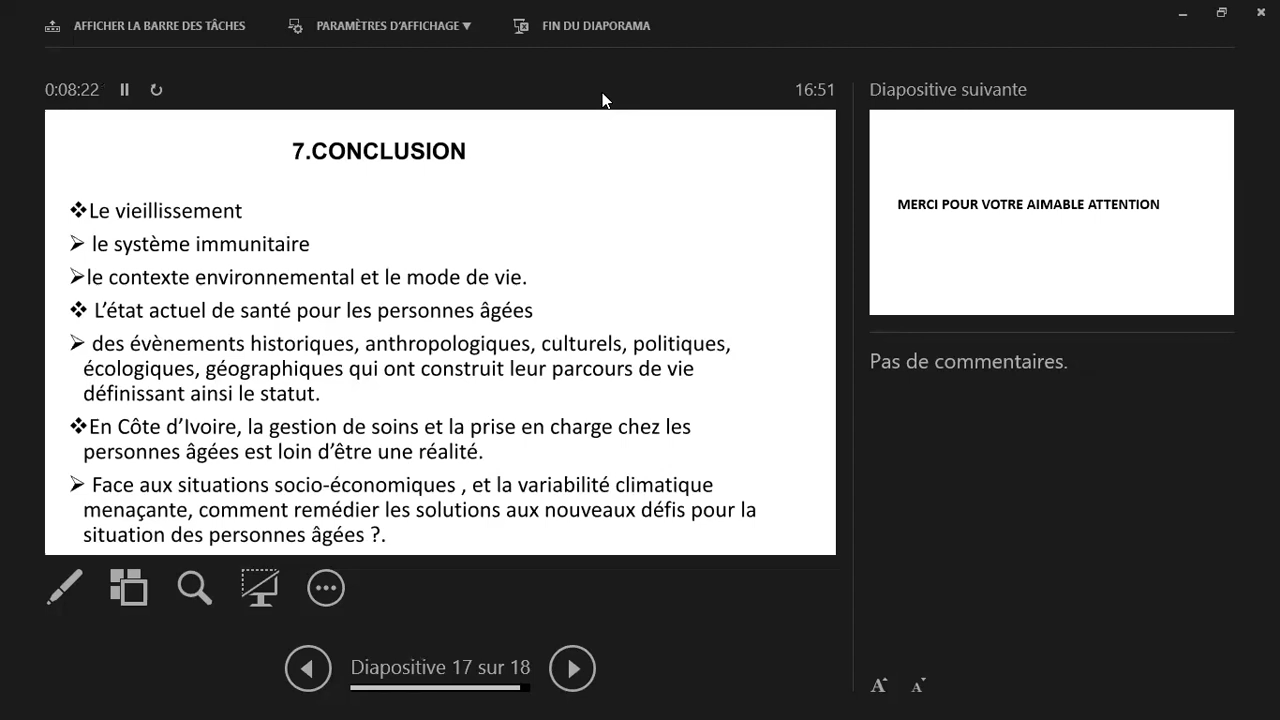 AFFICHER LA BARRE DES TÂCHES
PARAMÈTRES D'AFFICHAGE ▼
FIN DU DIAPORAMA
0:08:22
16:51
7.CONCLUSION
❖Le vieillissement
➢ le système immunitaire
➢le contexte environnemental et le mode de vie.
❖ L'état actuel de santé pour les personnes âgées
➢ des évènements historiques, anthropologiques, culturels, politiques,
écologiques, géographiques qui ont construit leur parcours de vie
définissant ainsi le statut.
❖En Côte d'Ivoire, la gestion de soins et la prise en charge chez les
personnes âgées est loin d'être une réalité.
➢ Face aux situations socio-économiques , et la variabilité climatique
menaçante, comment remédier les solutions aux nouveaux défis pour la
situation des personnes âgées ?.
Diapositive 17 sur 18
Diapositive suivante
MERCI POUR VOTRE AIMABLE ATTENTION
Pas de commentaires.
A A